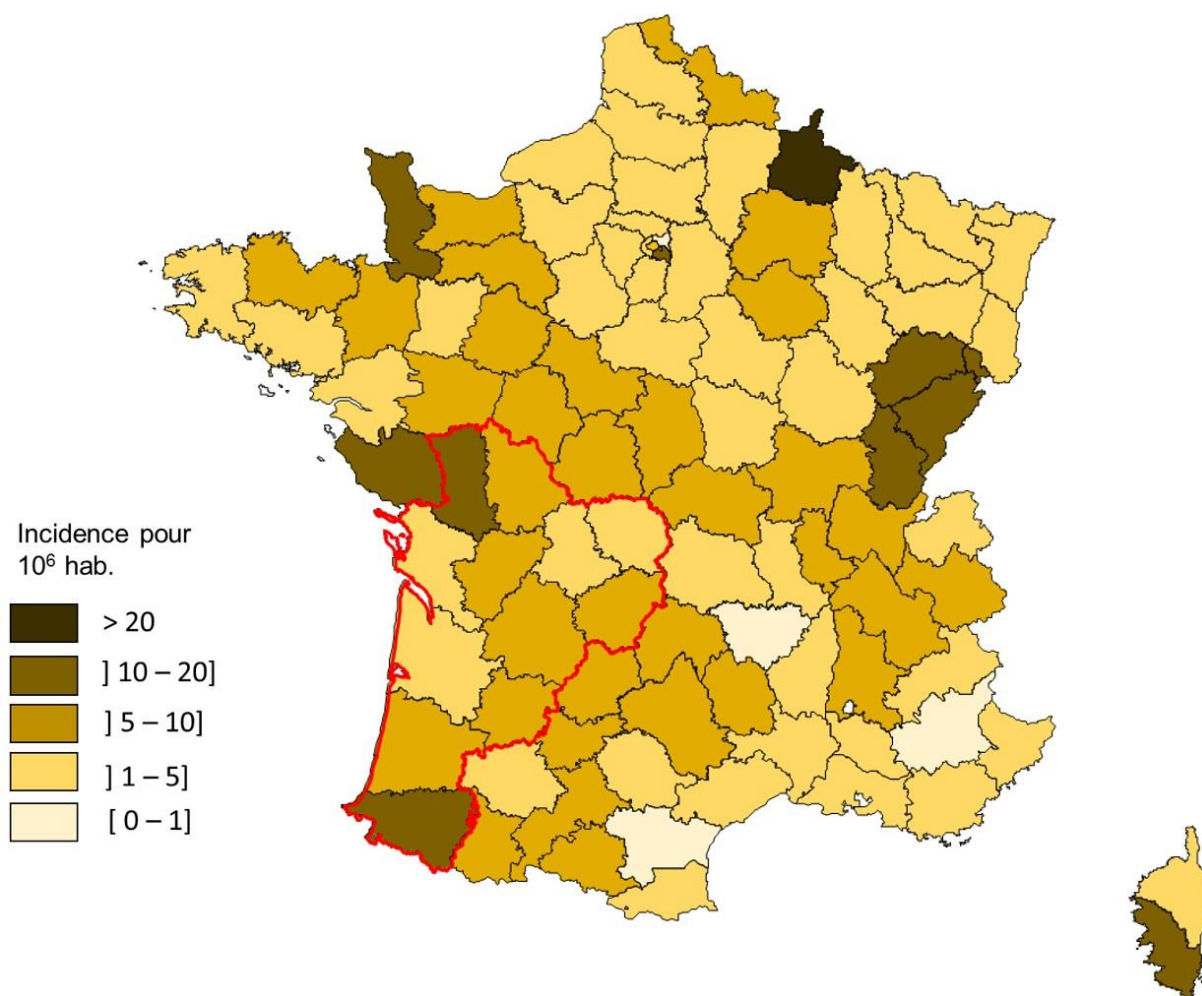 Incidence pour
10⁶ hab.
> 20
] 10 – 20]
] 5 – 10]
] 1 – 5]
[ 0 – 1]